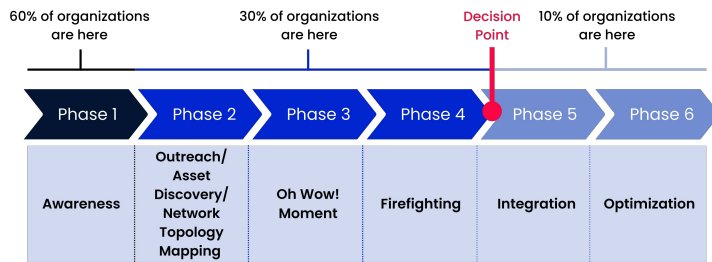 60% of organizations
are here
30% of organizations
are here
Decision
Point
10% of organizations
are here
Phase 1
Phase 2
Phase 3
Phase 4
Phase 5
Phase 6
Awareness
Outreach/
Asset
Discovery/
Network
Topology
Mapping
Oh Wow!
Moment
Firefighting
Integration
Optimization